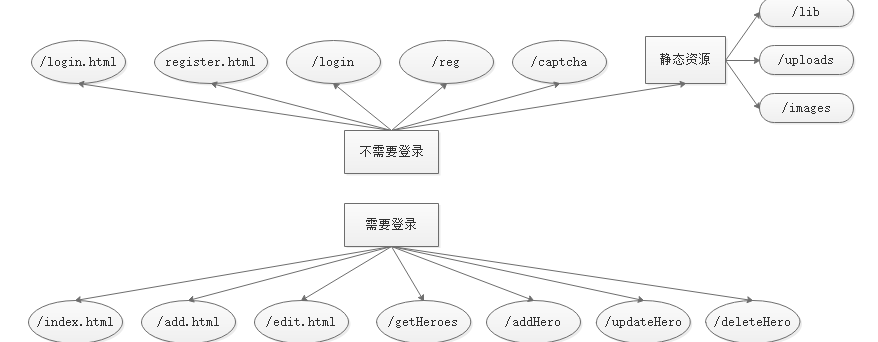 /lib
/login.html
register.html
/login
/reg
/captcha
静态资源
/uploads
/images
不需要登录
需要登录
/index.html
/add.html
/edit.html
/getHeroes
/addHero
/updateHero
/deleteHero